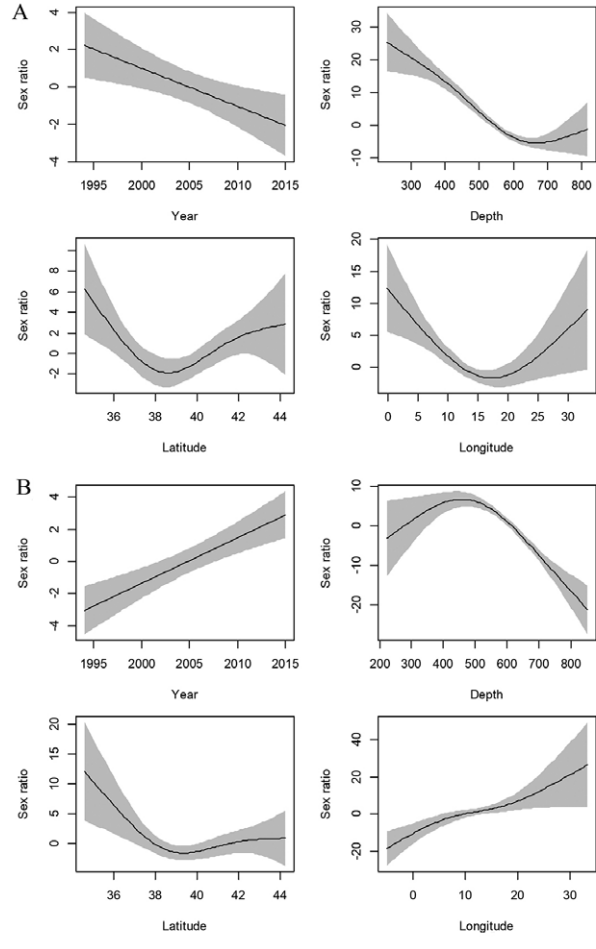 A
Sex ratio
4
2
0
-2
-4
1995 2000 2005 2010 2015
Year
Sex ratio
30
20
10
0
-10
300 400 500 600 700 800
Depth
Sex ratio
8
6
4
2
0
-2
36 38 40 42 44
Latitude
Sex ratio
20
15
10
5
0
0 5 10 15 20 25 30
Longitude
B
Sex ratio
4
2
0
-2
-4
1995 2000 2005 2010 2015
Year
Sex ratio
10
0
-10
-20
200 300 400 500 600 700 800
Depth
Sex ratio
20
15
10
5
0
36 38 40 42 44
Latitude
Sex ratio
40
20
0
-20
0 10 20 30
Longitude